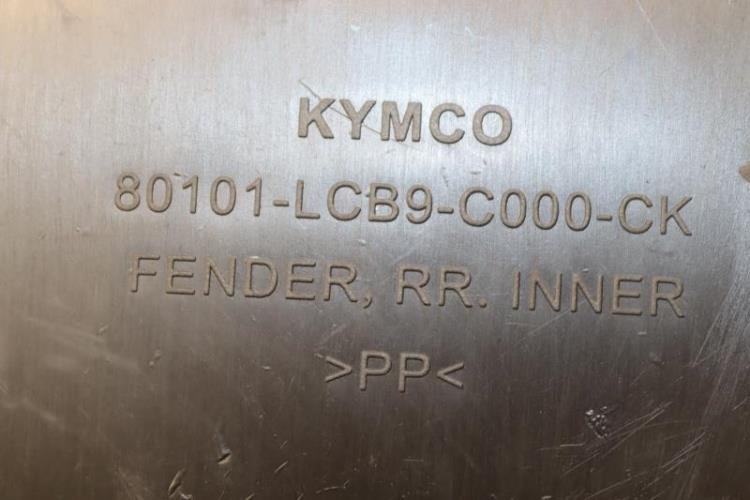 KYMCO
80101-LCB9-C000-CK
FENDER, RR. INNER
>PP<